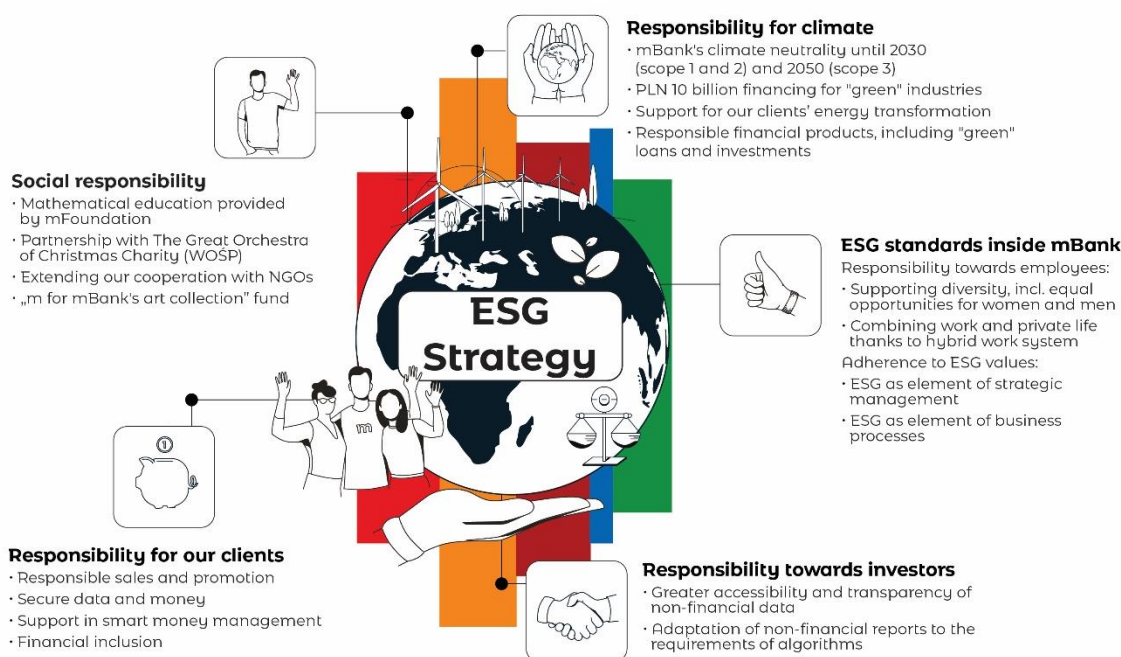 Responsibility for climate
· mBank's climate neutrality until 2030
(scope 1 and 2) and 2050 (scope 3)
· PLN 10 billion financing for "green" industries
· Support for our clients' energy transformation
· Responsible financial products, including "green"
loans and investments
Social responsibility
· Mathematical education provided
by mFoundation
· Partnership with The Great Orchestra
of Christmas Charity (WOŚP)
· Extending our cooperation with NGOs
· „m for mBank's art collection” fund
ESG standards inside mBank
Responsibility towards employees:
· Supporting diversity, incl. equal
opportunities for women and men
· Combining work and private life
thanks to hybrid work system
Adherence to ESG values:
· ESG as element of strategic
management
· ESG as element of business
processes
ESG
Strategy
m
1
Responsibility for our clients
· Responsible sales and promotion
· Secure data and money
· Support in smart money management
· Financial inclusion
Responsibility towards investors
· Greater accessibility and transparency of
non-financial data
· Adaptation of non-financial reports to the
requirements of algorithms